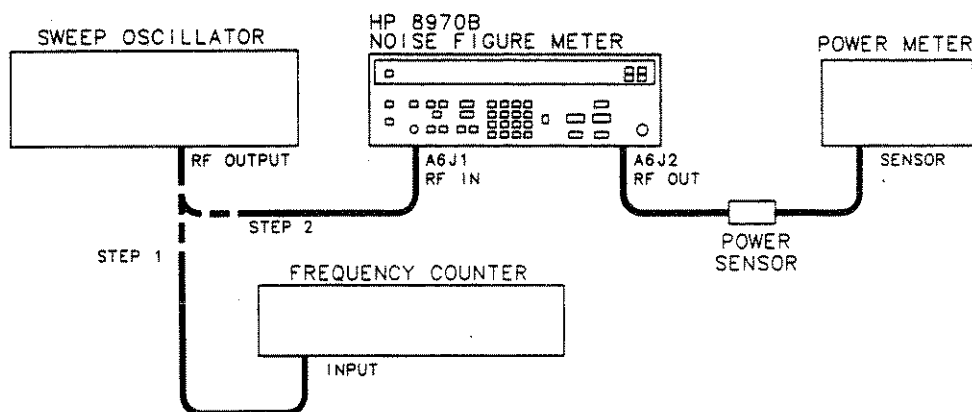 SWEEP OSCILLATOR
HP 8970B
NOISE FIGURE METER
POWER METER
RF OUTPUT
A6J1
RF IN
A6J2
RF OUT
SENSOR
STEP 2
STEP 1
POWER
SENSOR
FREQUENCY COUNTER
INPUT